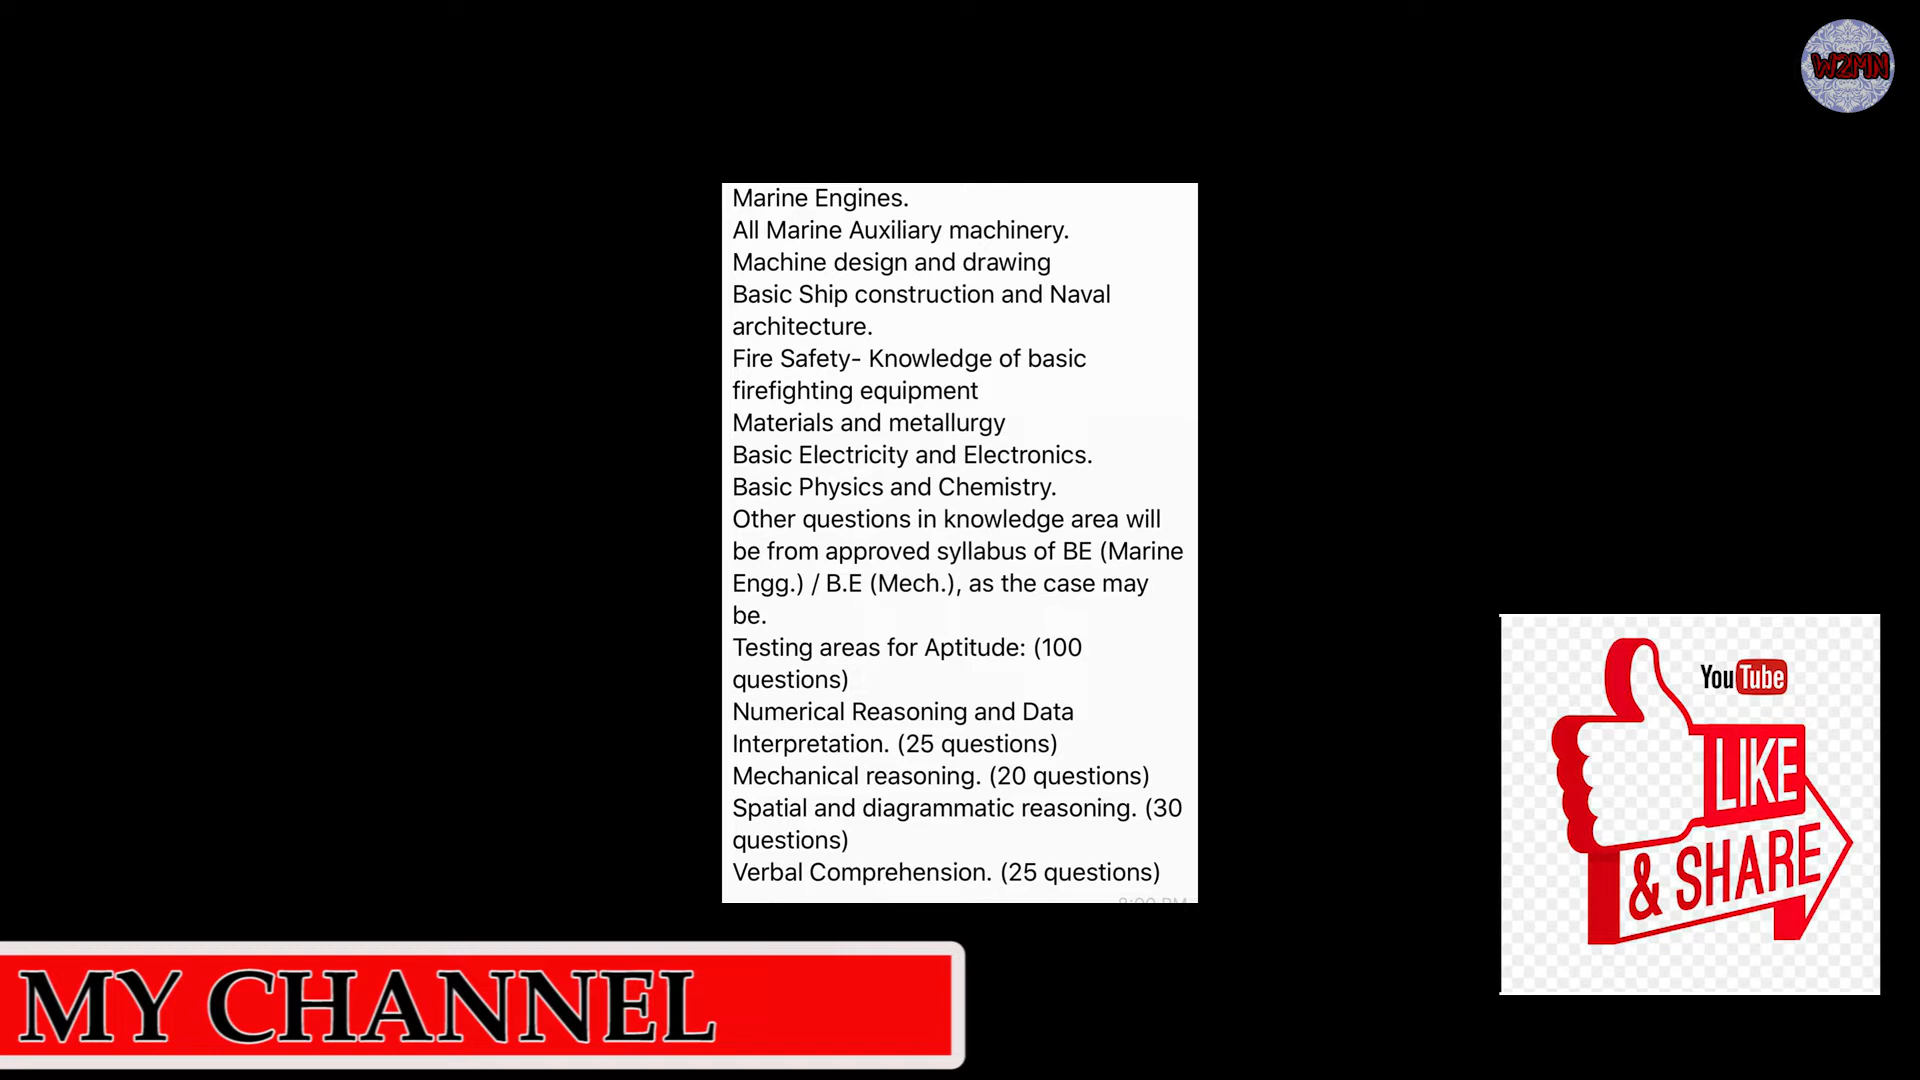 W2MN
Marine Engines.
All Marine Auxiliary machinery.
Machine design and drawing
Basic Ship construction and Naval
architecture.
Fire Safety- Knowledge of basic
firefighting equipment
Materials and metallurgy
Basic Electricity and Electronics.
Basic Physics and Chemistry.
Other questions in knowledge area will
be from approved syllabus of BE (Marine
Engg.) / B.E (Mech.), as the case may
be.
Testing areas for Aptitude: (100
questions)
Numerical Reasoning and Data
Interpretation. (25 questions)
Mechanical reasoning. (20 questions)
Spatial and diagrammatic reasoning. (30
questions)
Verbal Comprehension. (25 questions)
YouTube
LIKE
& SHARE
MY CHANNEL